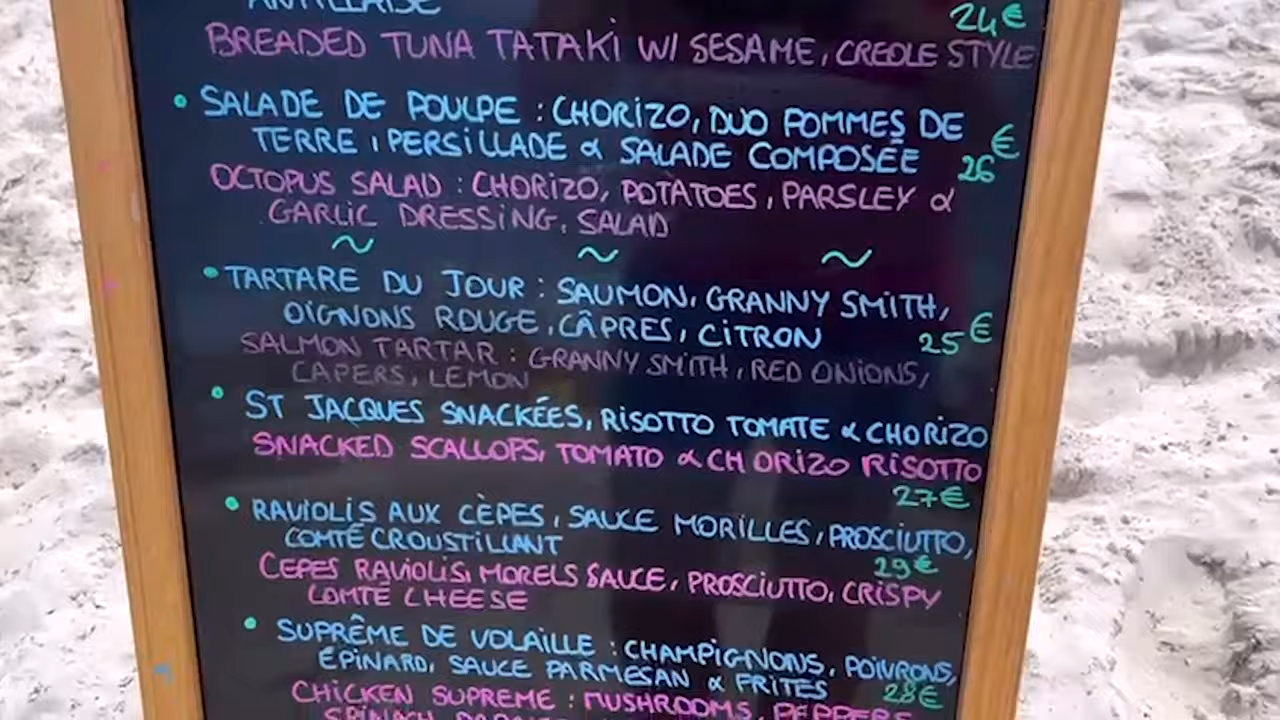 ANTILLAISE
24€
BREADED TUNA TATAKI W/ SESAME, CREOLE STYLE
• SALADE DE POULPE : CHORIZO, DUO POMMES DE
TERRE, PERSILLADE & SALADE COMPOSÉE
26€
OCTOPUS SALAD : CHORIZO, POTATOES, PARSLEY &
GARLIC DRESSING, SALAD
~ ~ ~
• TARTARE DU JOUR : SAUMON, GRANNY SMITH,
OIGNONS ROUGE, CÂPRES, CITRON
25€
SALMON TARTAR : GRANNY SMITH, RED ONIONS,
CAPERS, LEMON
• ST JACQUES SNACKÉES, RISOTTO TOMATE & CHORIZO
SNACKED SCALLOPS, TOMATO & CHORIZO RISOTTO
27€
• RAVIOLIS AUX CÈPES, SAUCE MORILLES, PROSCIUTTO,
COMTÉ CROUSTILLANT
29€
CEPES RAVIOLIS, MORELS SAUCE, PROSCIUTTO, CRISPY
COMTE CHEESE
• SUPRÊME DE VOLAILLE : CHAMPIGNONS, POIVRONS,
ÉPINARD, SAUCE PARMESAN & FRITES
28€
CHICKEN SUPREME : MUSHROOMS, PEPPERS
SPINACH,